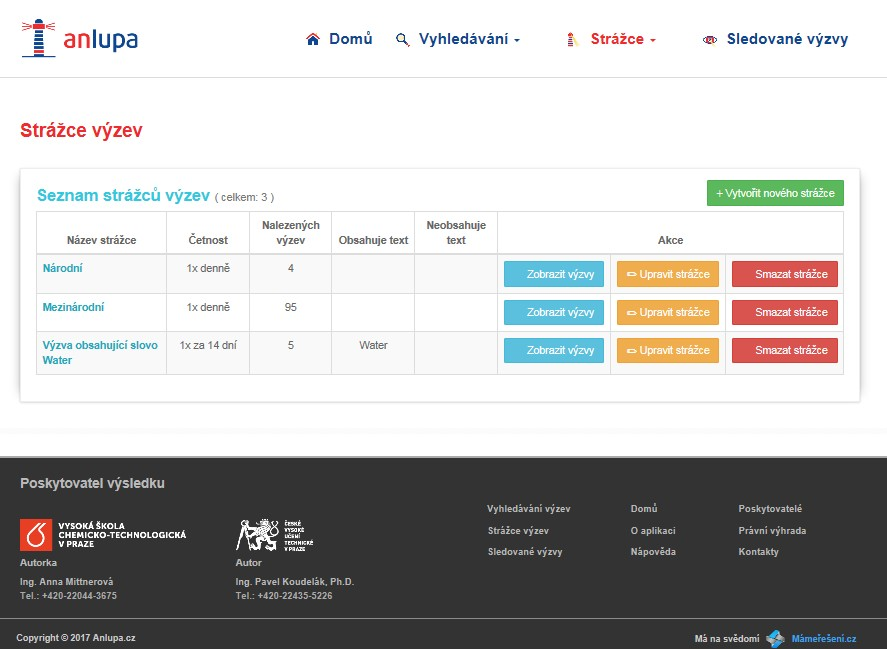 anlupa
Domů
Vyhledávání
Strážce
Sledované výzvy
Strážce výzev
Seznam strážců výzev ( celkem: 3 )
+ Vytvořit nového strážce
Název strážce Četnost Nalezených výzev Obsahuje text Neobsahuje text Akce
Národní 1x denně 4 Zobrazit výzvy Upravit strážce Smazat strážce
Mezinárodní 1x denně 95 Zobrazit výzvy Upravit strážce Smazat strážce
Výzva obsahující slovo 1x za 14 dní 5 Water Zobrazit výzvy Upravit strážce Smazat strážce
Water
Poskytovatel výsledku
VYSOKÁ ŠKOLA
CHEMICKO-TECHNOLOGICKÁ
V PRAZE
Autorka
Ing. Anna Mittnerová
Tel.: +420-22044-3675
ČESKÉ
VYSOKÉ
UČENÍ
TECHNICKÉ
V PRAZE
Autor
Ing. Pavel Koudelák, Ph.D.
Tel.: +420-22435-5226
Vyhledávání výzev
Strážce výzev
Sledované výzvy
Domů
O aplikaci
Nápověda
Poskytovatelé
Právní výhrada
Kontakty
Copyright © 2017 Anlupa.cz
Má na svědomí Mámeřešení.cz